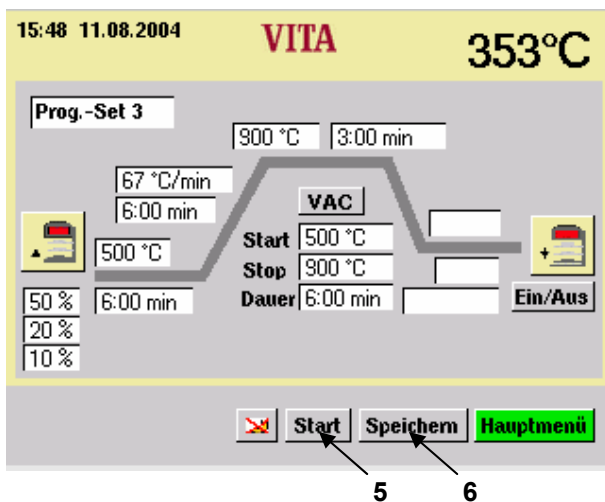 15:48 11.08.2004 VITA 353°C
Prog.-Set 3
900 °C 3:00 min
67 °C/min
6:00 min
VAC
500 °C
Start 500 °C
Stop 900 °C
6:00 min
Dauer 6:00 min
Ein/Aus
50 %
20 %
10 %
Start Speichern Hauptmenü
5 6